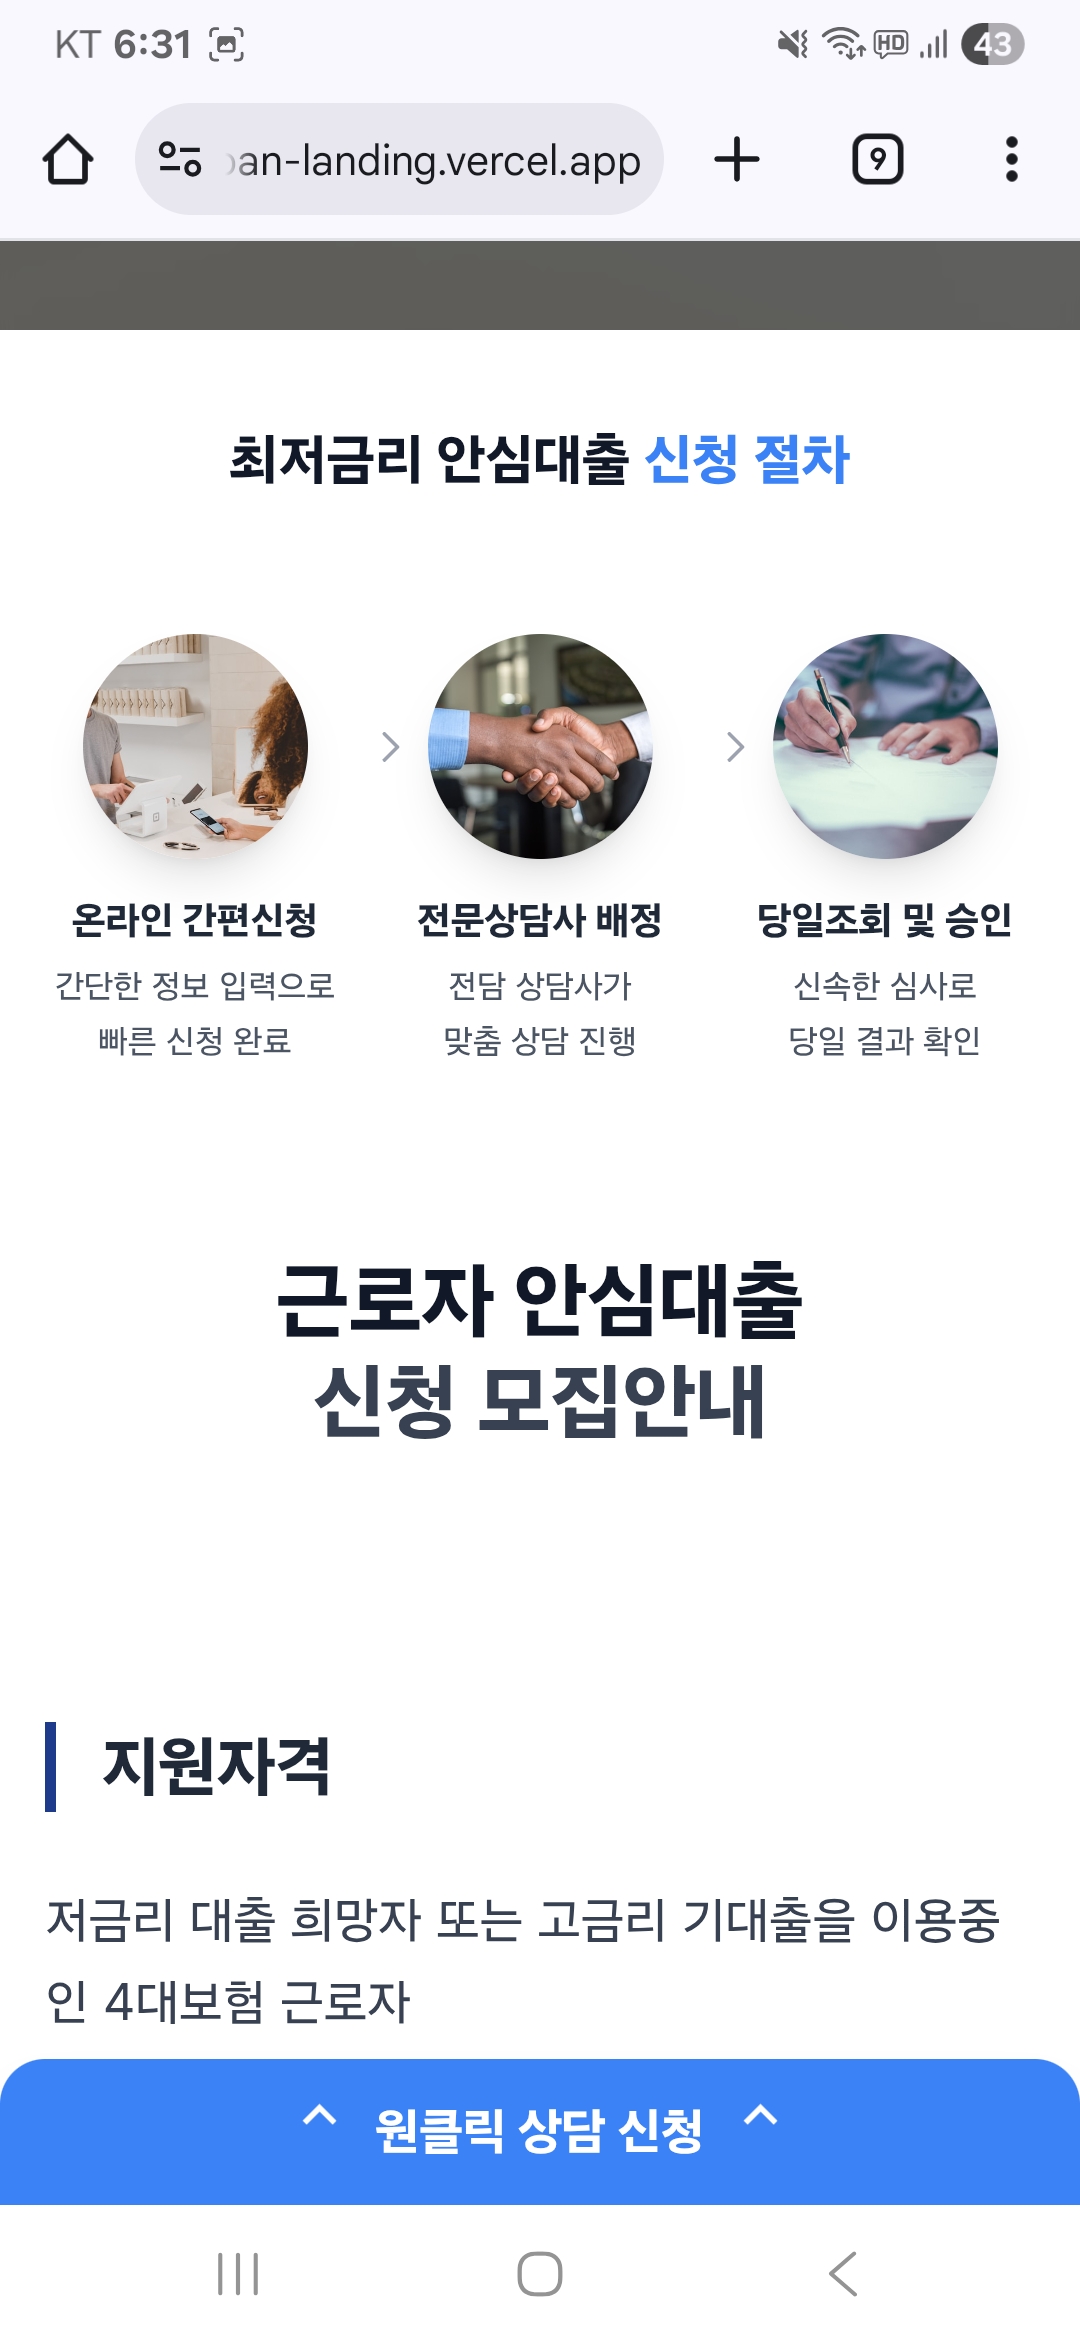 KT 6:31 HD 43
an-landing.vercel.app 9
최저금리 안심대출 신청 절차
온라인 간편신청
간단한 정보 입력으로
빠른 신청 완료
전문상담사 배정
전담 상담사가
맞춤 상담 진행
당일조회 및 승인
신속한 심사로
당일 결과 확인
근로자 안심대출
신청 모집안내
지원자격
저금리 대출 희망자 또는 고금리 기대출을 이용중
인 4대보험 근로자
원클릭 상담 신청